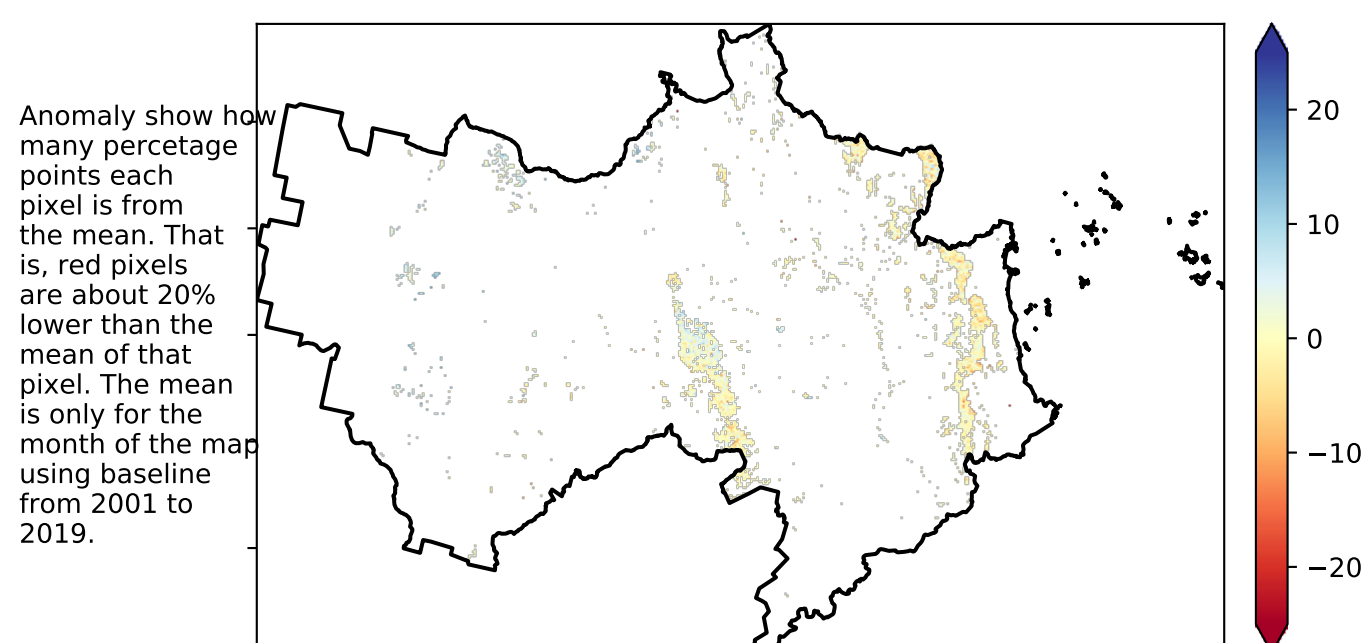 Anomaly show how
many percetage
points each
pixel is from
the mean. That
is, red pixels
are about 20%
lower than the
mean of that
pixel. The mean
is only for the
month of the map
using baseline
from 2001 to
2019.
20
10
0
−10
−20